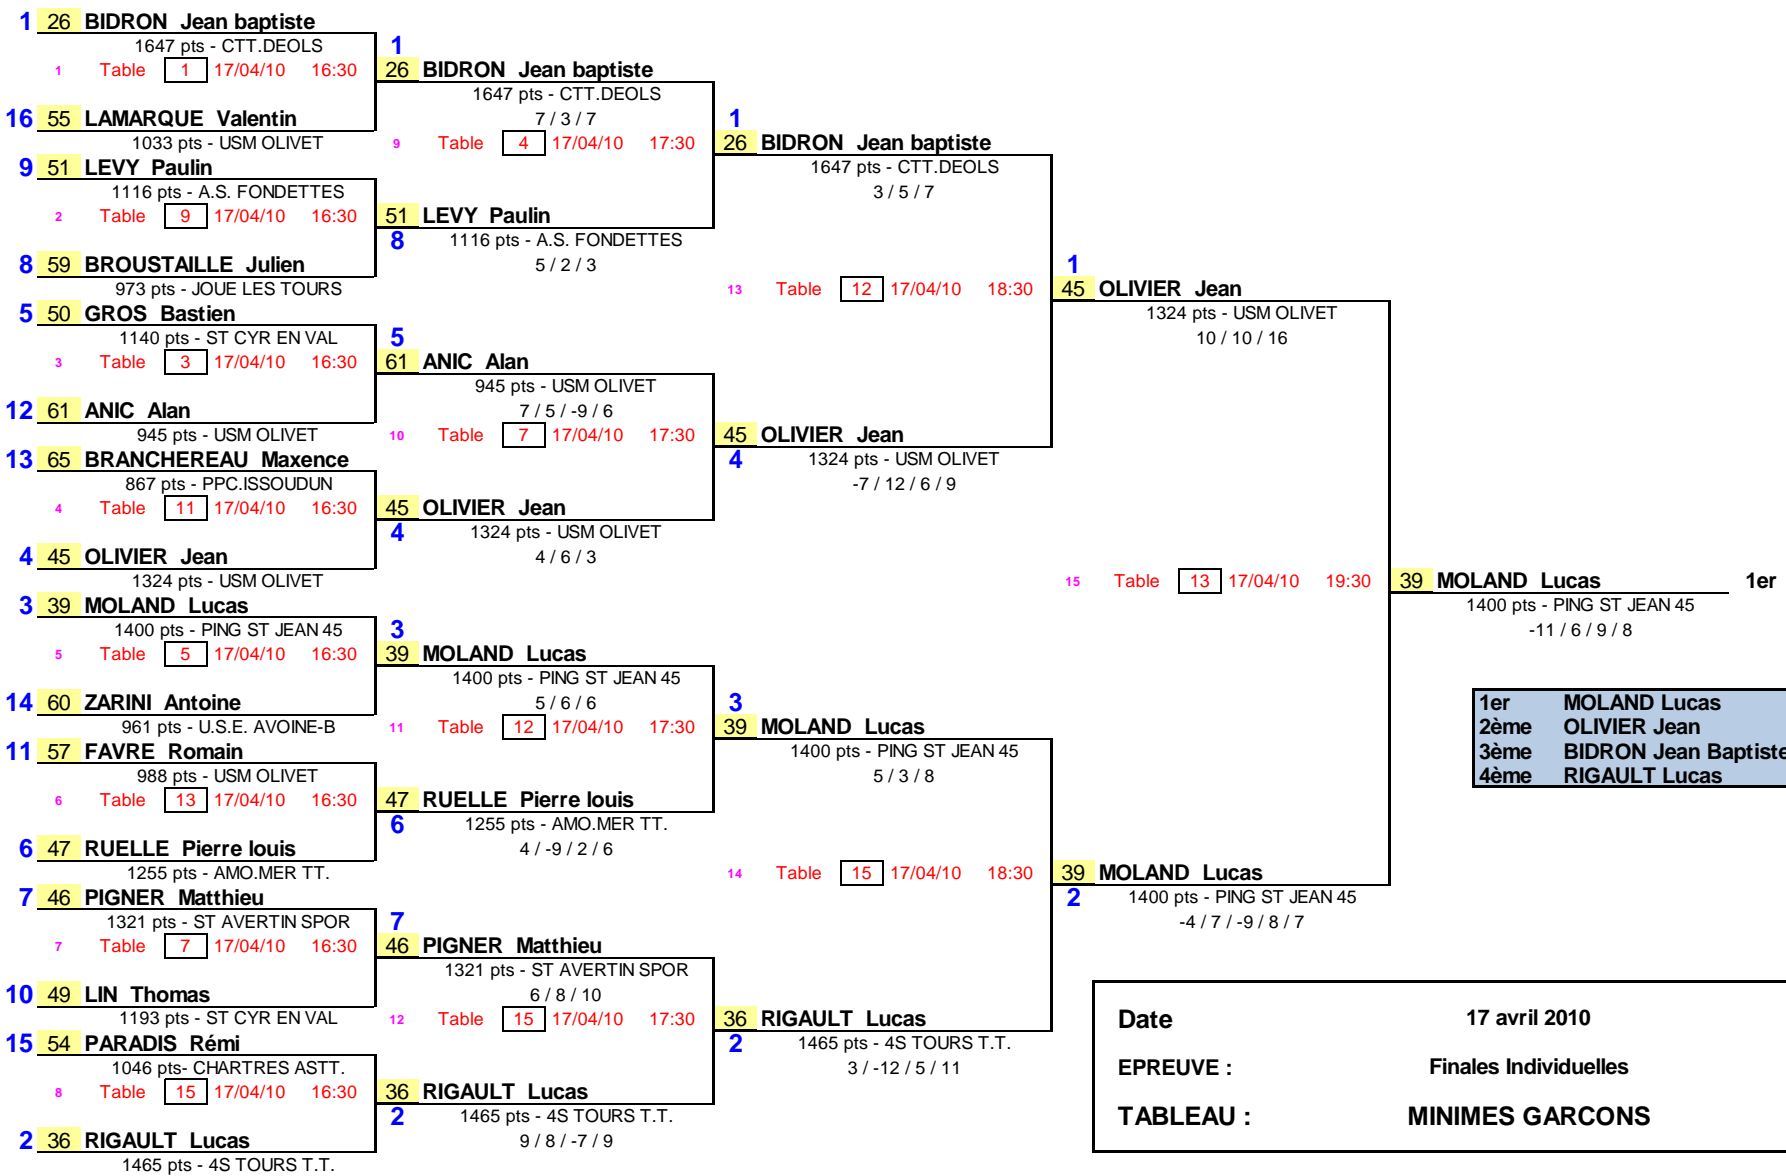 1 26 BIDRON Jean baptiste
1647 pts - CTT.DEOLS
1 Table 1 17/04/10 16:30
16 55 LAMARQUE Valentin
1033 pts - USM OLIVET
9 51 LEVY Paulin
1116 pts - A.S. FONDETTES
2 Table 9 17/04/10 16:30
8 59 BROUSTAILLE Julien
973 pts - JOUE LES TOURS
5 50 GROS Bastien
1140 pts - ST CYR EN VAL
3 Table 3 17/04/10 16:30
12 61 ANIC Alan
945 pts - USM OLIVET
13 65 BRANCHEREAU Maxence
867 pts - PPC.ISSOUDUN
4 Table 11 17/04/10 16:30
4 45 OLIVIER Jean
1324 pts - USM OLIVET
3 39 MOLAND Lucas
1400 pts - PING ST JEAN 45
5 Table 5 17/04/10 16:30
14 60 ZARINI Antoine
961 pts - U.S.E. AVOINE-B
11 57 FAVRE Romain
988 pts - USM OLIVET
6 Table 13 17/04/10 16:30
6 47 RUELLE Pierre louis
1255 pts - AMO.MER TT.
7 46 PIGNER Matthieu
1321 pts - ST AVERTIN SPOR
7 Table 7 17/04/10 16:30
10 49 LIN Thomas
1193 pts - ST CYR EN VAL
15 54 PARADIS Rémi
1046 pts- CHARTRES ASTT.
8 Table 15 17/04/10 16:30
2 36 RIGAULT Lucas
1465 pts - 4S TOURS T.T.
1
26 BIDRON Jean baptiste
1647 pts - CTT.DEOLS
7 / 3 / 7
9 Table 4 17/04/10 17:30
51 LEVY Paulin
8 1116 pts - A.S. FONDETTES
5 / 2 / 3
5
61 ANIC Alan
945 pts - USM OLIVET
7 / 5 / -9 / 6
10 Table 7 17/04/10 17:30
45 OLIVIER Jean
4 1324 pts - USM OLIVET
4 / 6 / 3
3
39 MOLAND Lucas
1400 pts - PING ST JEAN 45
5 / 6 / 6
11 Table 12 17/04/10 17:30
47 RUELLE Pierre louis
6 1255 pts - AMO.MER TT.
4 / -9 / 2 / 6
7
46 PIGNER Matthieu
1321 pts - ST AVERTIN SPOR
6 / 8 / 10
12 Table 15 17/04/10 17:30
36 RIGAULT Lucas
2 1465 pts - 4S TOURS T.T.
9 / 8 / -7 / 9
1
26 BIDRON Jean baptiste
1647 pts - CTT.DEOLS
3 / 5 / 7
13 Table 12 17/04/10 18:30
45 OLIVIER Jean
4 1324 pts - USM OLIVET
-7 / 12 / 6 / 9
3
39 MOLAND Lucas
1400 pts - PING ST JEAN 45
5 / 3 / 8
14 Table 15 17/04/10 18:30
36 RIGAULT Lucas
2 1465 pts - 4S TOURS T.T.
3 / -12 / 5 / 11
1
45 OLIVIER Jean
1324 pts - USM OLIVET
10 / 10 / 16
15 Table 13 17/04/10 19:30
39 MOLAND Lucas
2 1400 pts - PING ST JEAN 45
-4 / 7 / -9 / 8 / 7
39 MOLAND Lucas 1er
1400 pts - PING ST JEAN 45
-11 / 6 / 9 / 8
1er MOLAND Lucas
2ème OLIVIER Jean
3ème BIDRON Jean Baptiste
4ème RIGAULT Lucas
Date 17 avril 2010
EPREUVE : Finales Individuelles
TABLEAU : MINIMES GARCONS